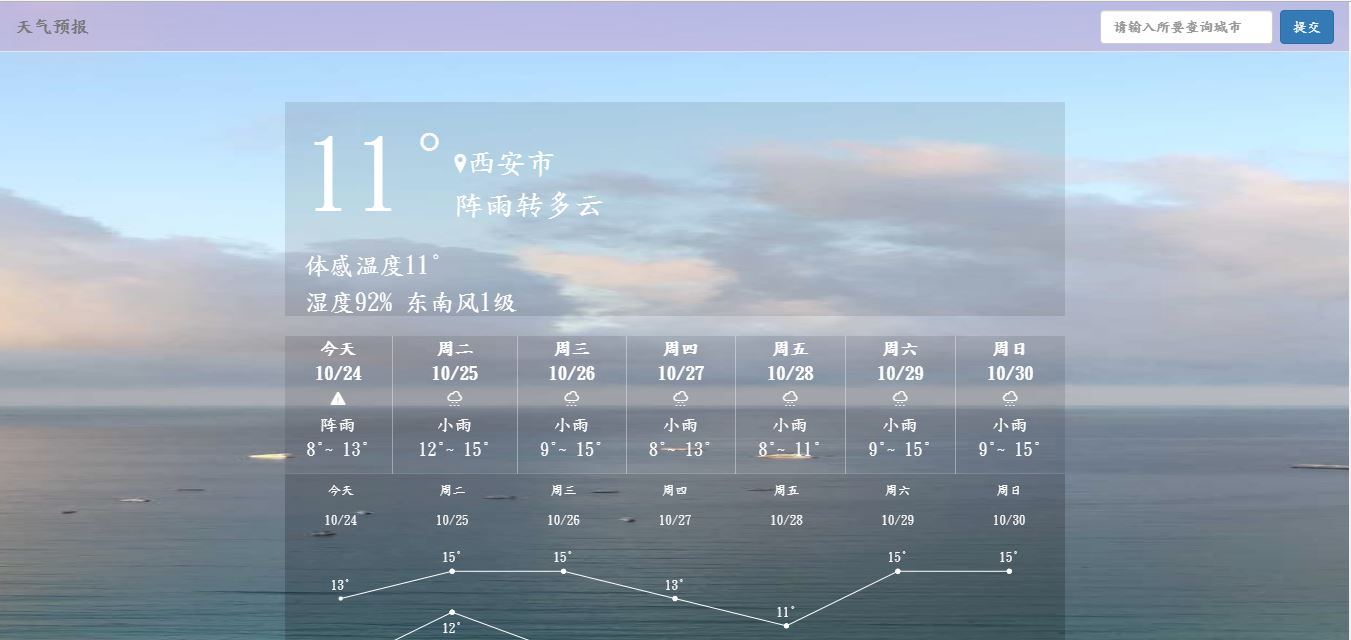 天气预报
请输入所要查询城市 提交
11°
西安市
阵雨转多云
体感温度11°
湿度92% 东南风1级
今天 周二 周三 周四 周五 周六 周日
10/24 10/25 10/26 10/27 10/28 10/29 10/30
阵雨 小雨 小雨 小雨 小雨 小雨 小雨
8°~ 13° 12°~ 15° 9°~ 15° 8°~ 13° 8°~ 11° 9°~ 15° 9°~ 15°
今天 周二 周三 周四 周五 周六 周日
10/24 10/25 10/26 10/27 10/28 10/29 10/30
15° 15° 15° 15°
13° 13°
11°
12°